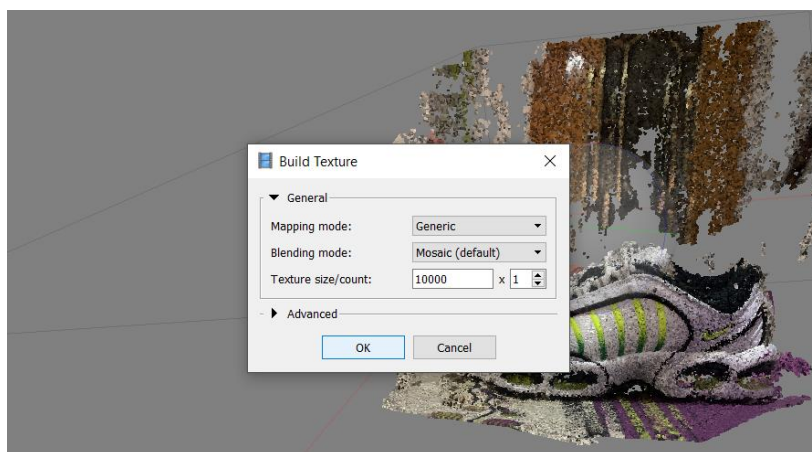 Build Texture
General
Mapping mode: Generic
Blending mode: Mosaic (default)
Texture size/count: 10000 x 1
Advanced
OK Cancel